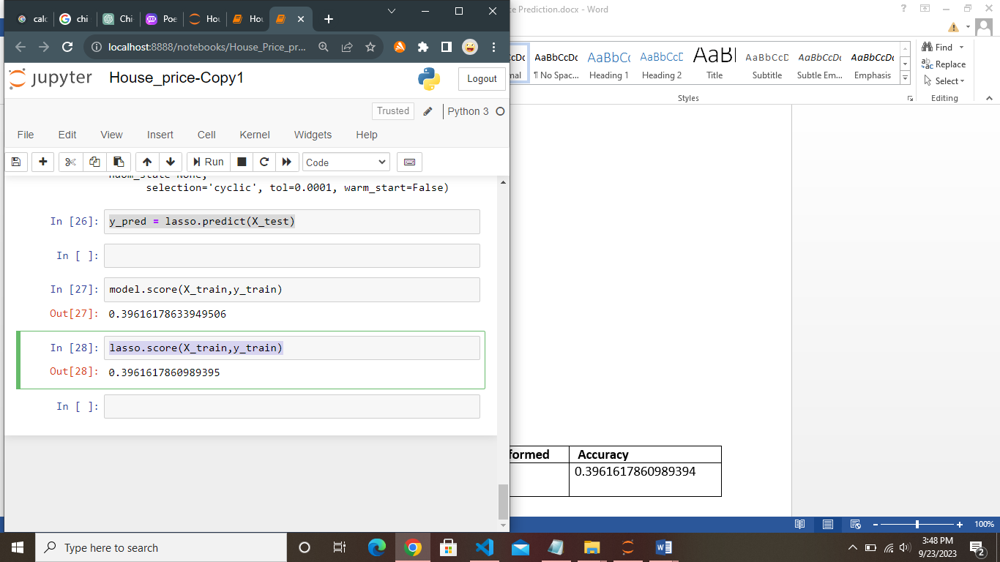 calc
chi
Chi
Poe
Hou
Hou
ce Prediction.docx - Word
localhost:8888/notebooks/House_Price_pr...
jupyter House_price-Copy1
Logout
Trusted
Python 3
File Edit View Insert Cell Kernel Widgets Help
Run
Code
selection='cyclic', tol=0.0001, warm_start=False)
In [26]: y_pred = lasso.predict(X_test)
In [ ]:
In [27]: model.score(X_train,y_train)
Out[27]: 0.39616178633949506
In [28]: lasso.score(X_train,y_train)
Out[28]: 0.3961617860989395
In [ ]:
CcDc AaBbCcDc AaBbCc AaBbCcD AaBl AaBbCcD AaBbCcDc AaBbCcDc
mal ¶ No Spac... Heading 1 Heading 2 Title Subtitle Subtle Em... Emphasis
Styles
Find
Replace
Select
Editing
formed Accuracy
0.3961617860989394
100%
Type here to search
3:48 PM
9/23/2023
2